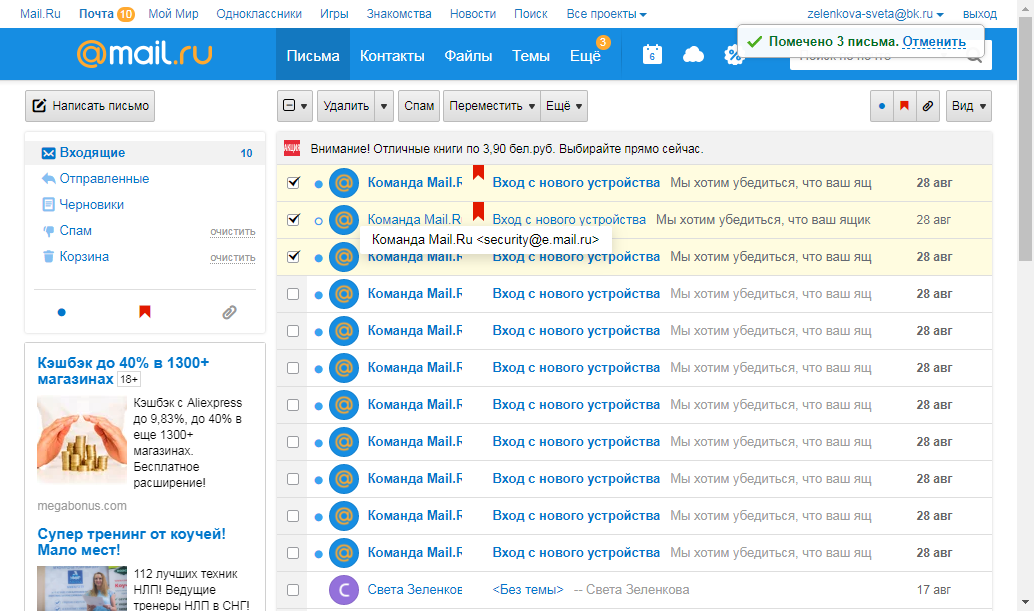 Mail.Ru Почта 10 Мой Мир Одноклассники Игры Знакомства Новости Поиск Все проекты zelenkova-sveta@bk.ru выход
@mail.ru Письма Контакты Файлы Темы Ещё 3 6 %
Помечено 3 письма. Отменить
Написать письмо Удалить Спам Переместить Ещё Вид
Входящие 10
Отправленные
Черновики
Спам очистить
Корзина очистить
Кэшбэк до 40% в 1300+
магазинах 18+
Кэшбэк с Aliexpress
до 9,83%, до 40% в
еще 1300+
магазинах.
Бесплатное
расширение!
megabonus.com
Супер тренинг от коучей!
Мало мест!
112 лучших техник
НЛП! Ведущие
тренеры НЛП в СНГ!
АКЦИЯ Внимание! Отличные книги по 3,90 бел.руб. Выбирайте прямо сейчас.
@ Команда Mail.R Вход с нового устройства Мы хотим убедиться, что ваш ящ 28 авг
@ Команда Mail.R Вход с нового устройства Мы хотим убедиться, что ваш ящик 28 авг
Команда Mail.Ru <security@e.mail.ru>
@ Команда Mail.R Вход с нового устройства Мы хотим убедиться, что ваш ящ 28 авг
@ Команда Mail.R Вход с нового устройства Мы хотим убедиться, что ваш ящ 28 авг
@ Команда Mail.R Вход с нового устройства Мы хотим убедиться, что ваш ящ 28 авг
@ Команда Mail.R Вход с нового устройства Мы хотим убедиться, что ваш ящ 28 авг
@ Команда Mail.R Вход с нового устройства Мы хотим убедиться, что ваш ящ 28 авг
@ Команда Mail.R Вход с нового устройства Мы хотим убедиться, что ваш ящ 28 авг
@ Команда Mail.R Вход с нового устройства Мы хотим убедиться, что ваш ящ 28 авг
@ Команда Mail.R Вход с нового устройства Мы хотим убедиться, что ваш ящ 28 авг
@ Команда Mail.R Вход с нового устройства Мы хотим убедиться, что ваш ящ 28 авг
С Света Зеленков <Без темы> -- Света Зеленкова 17 авг